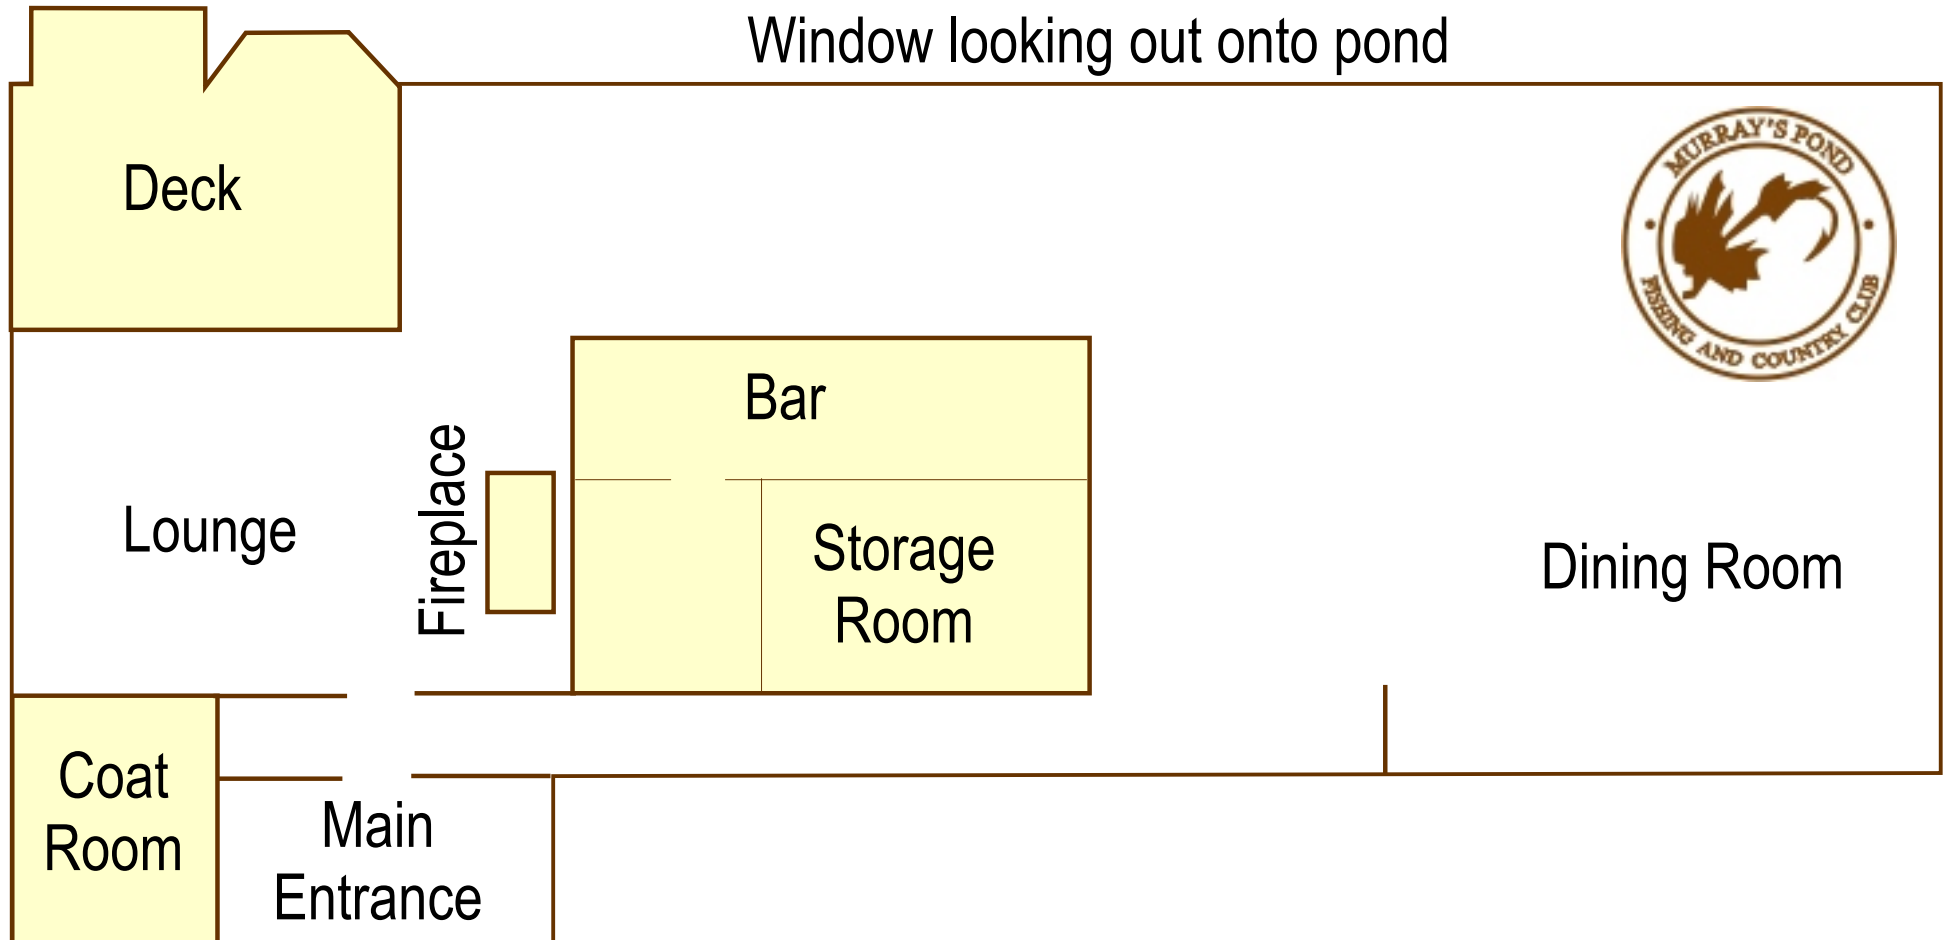 Window looking out onto pond
MURRAY'S POND
FISHING AND COUNTRY CLUB
Deck
Bar
Fireplace
Lounge
Storage
Room
Dining Room
Coat
Room
Main
Entrance